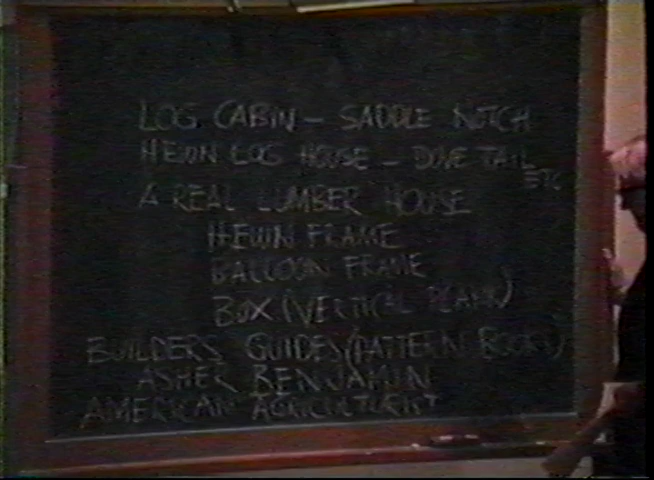 LOG CABIN - SADDLE NOTCH
HEWN LOG HOUSE - DOVE TAIL
ETC
A REAL LUMBER HOUSE
HEWN FRAME
BALLOON FRAME
BOX (VERTICAL PLANK)
BUILDERS GUIDES (PATTERN BOOKS)
ASHER BENJAMIN
AMERICAN AGRICULTURIST